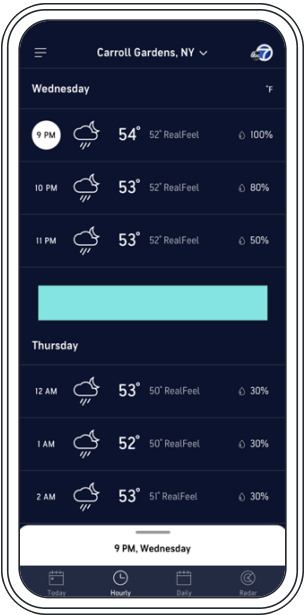 Carroll Gardens, NY
7
Wednesday °F
9 PM 54° 52° RealFeel 100%
10 PM 53° 52° RealFeel 80%
11 PM 53° 52° RealFeel 50%
Thursday
12 AM 53° 50° RealFeel 30%
1 AM 52° 50° RealFeel 30%
2 AM 53° 51° RealFeel 30%
9 PM, Wednesday
Today Hourly Daily Radar